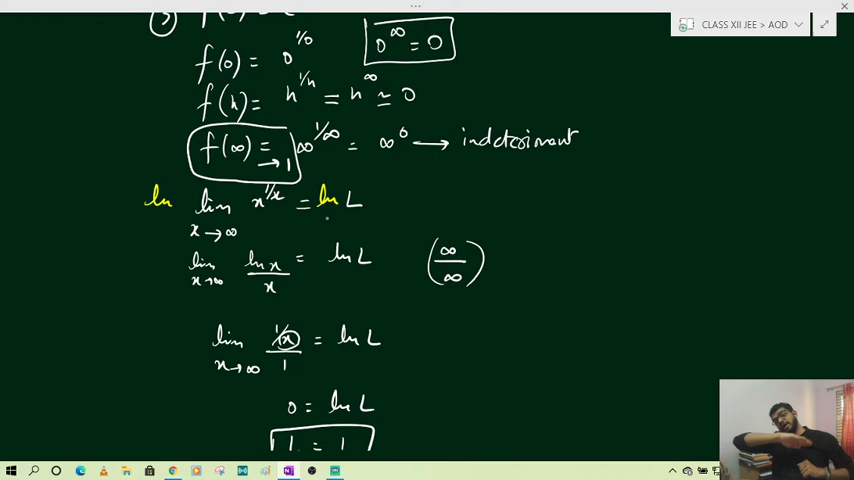 CLASS XII JEE > AOD
0^∞ = 0
f(0) = 0^{1/0}
f(h) = h^{1/h} = h^∞ ≃ 0
f(∞) = →1 ∞^{1/∞} = ∞^0 → indeteriment
ln lim x→∞ x^{1/x} = ln L
lim x→∞ ln x / x = ln L (∞/∞)
lim x→∞ (1/x)/1 = ln L
0 = ln L
L = 1